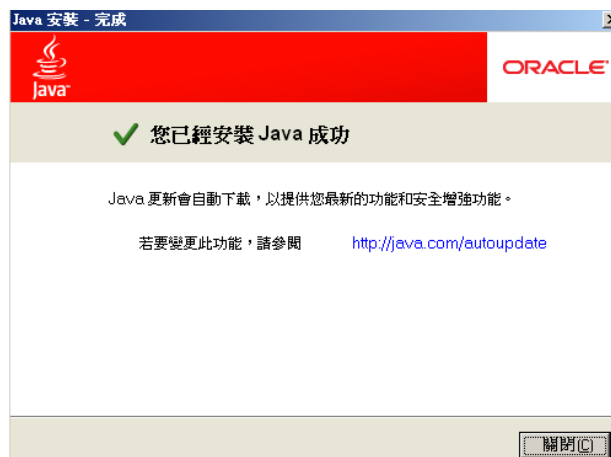 Java 安裝 - 完成
Java
ORACLE
您已經安裝 Java 成功
Java 更新會自動下載，以提供您最新的功能和安全增強功能。
若要變更此功能，請參閱 http://java.com/autoupdate
關閉(C)